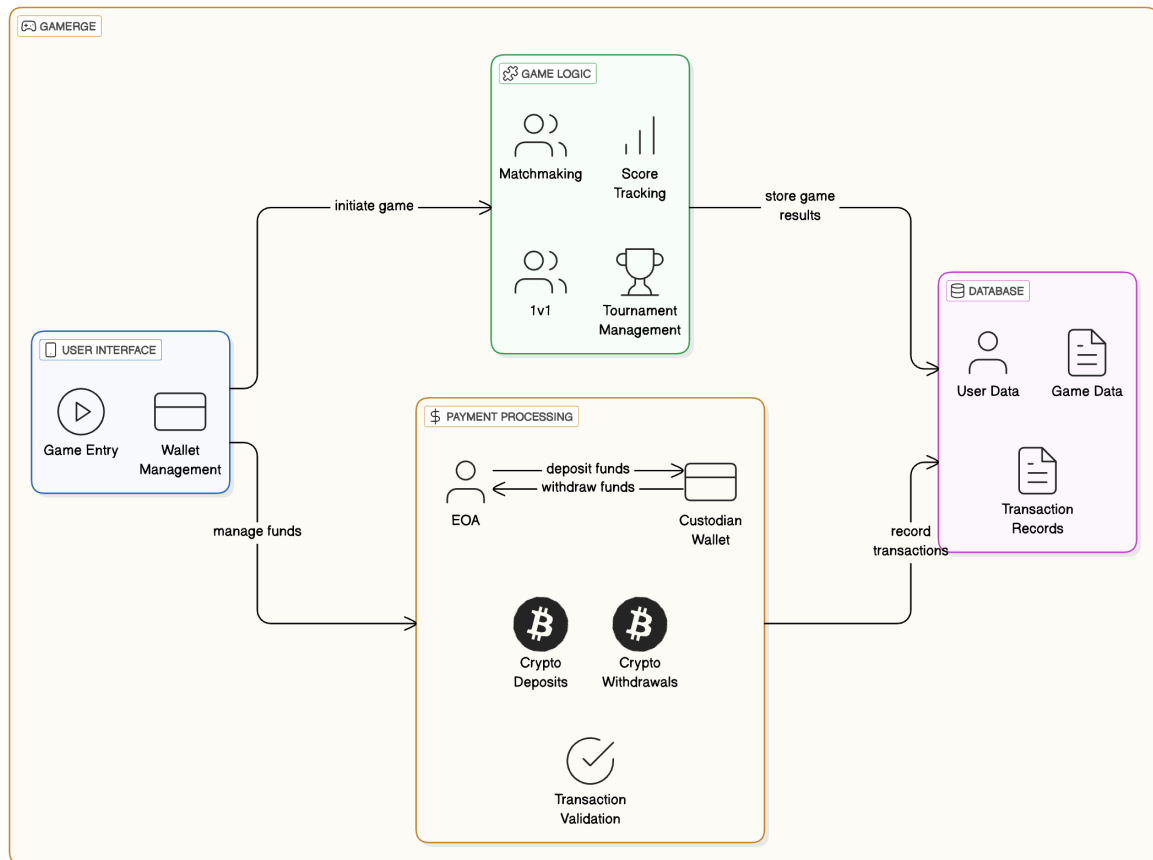 GAMERGE
GAME LOGIC
Matchmaking
Score
Tracking
1v1
Tournament
Management
initiate game
store game
results
USER INTERFACE
Game Entry
Wallet
Management
manage funds
PAYMENT PROCESSING
EOA
deposit funds
withdraw funds
Custodian
Wallet
Crypto
Deposits
Crypto
Withdrawals
Transaction
Validation
record
transactions
DATABASE
User Data
Game Data
Transaction
Records